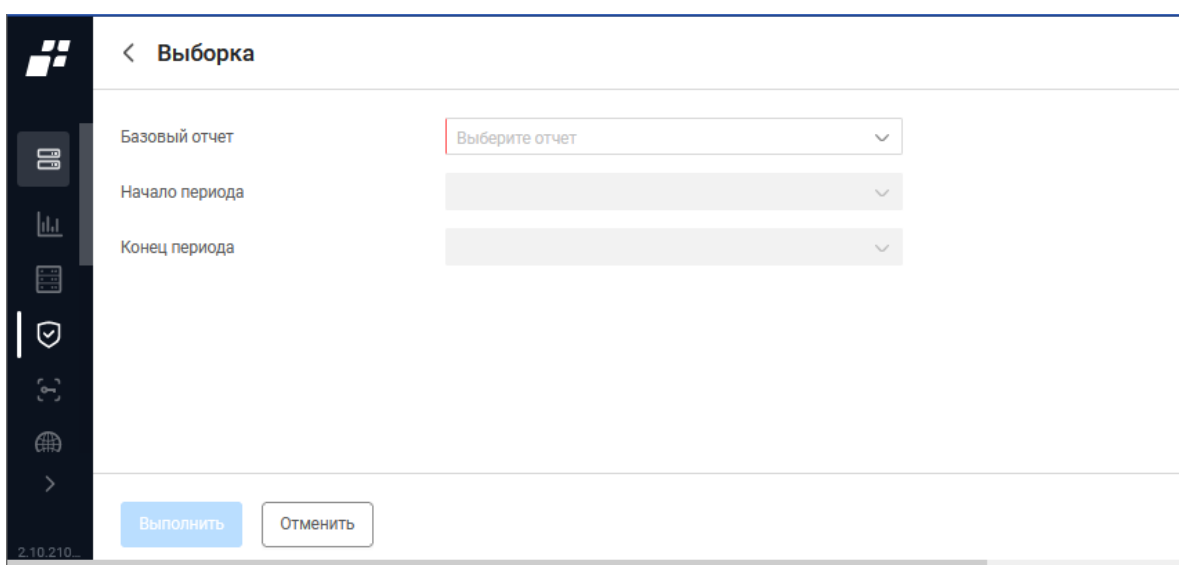 Выборка
Базовый отчет
Выберите отчет
Начало периода
Конец периода
Выполнить
Отменить
2.10.210...